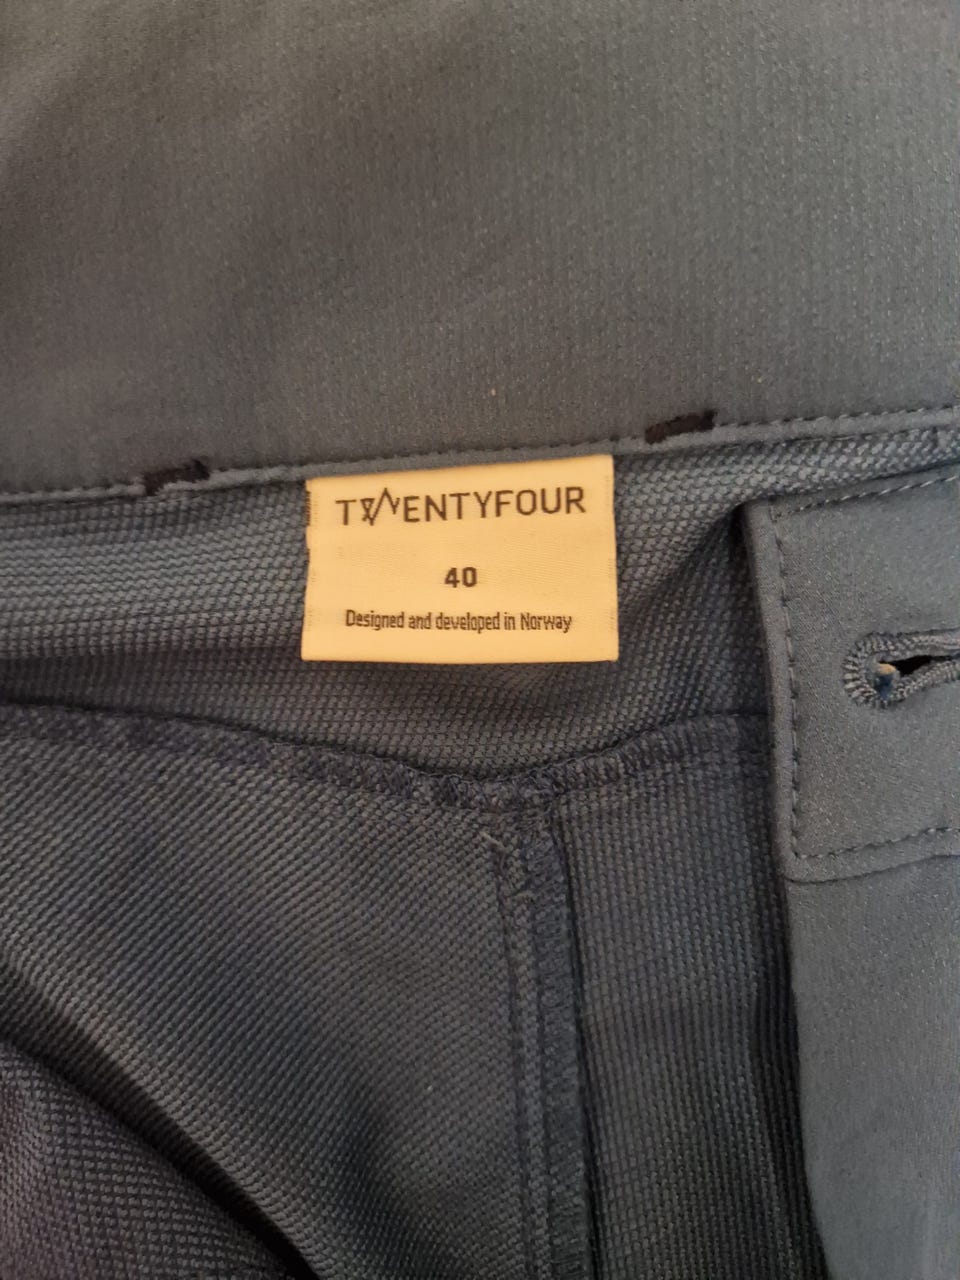 TWENTYFOUR
40
Designed and developed in Norway